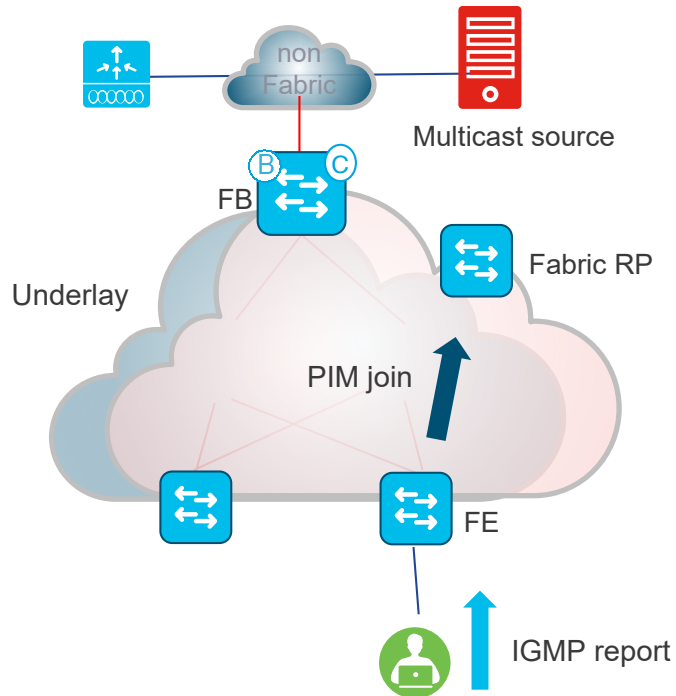 non
Fabric
Multicast source
B
C
FB
Fabric RP
Underlay
PIM join
FE
IGMP report